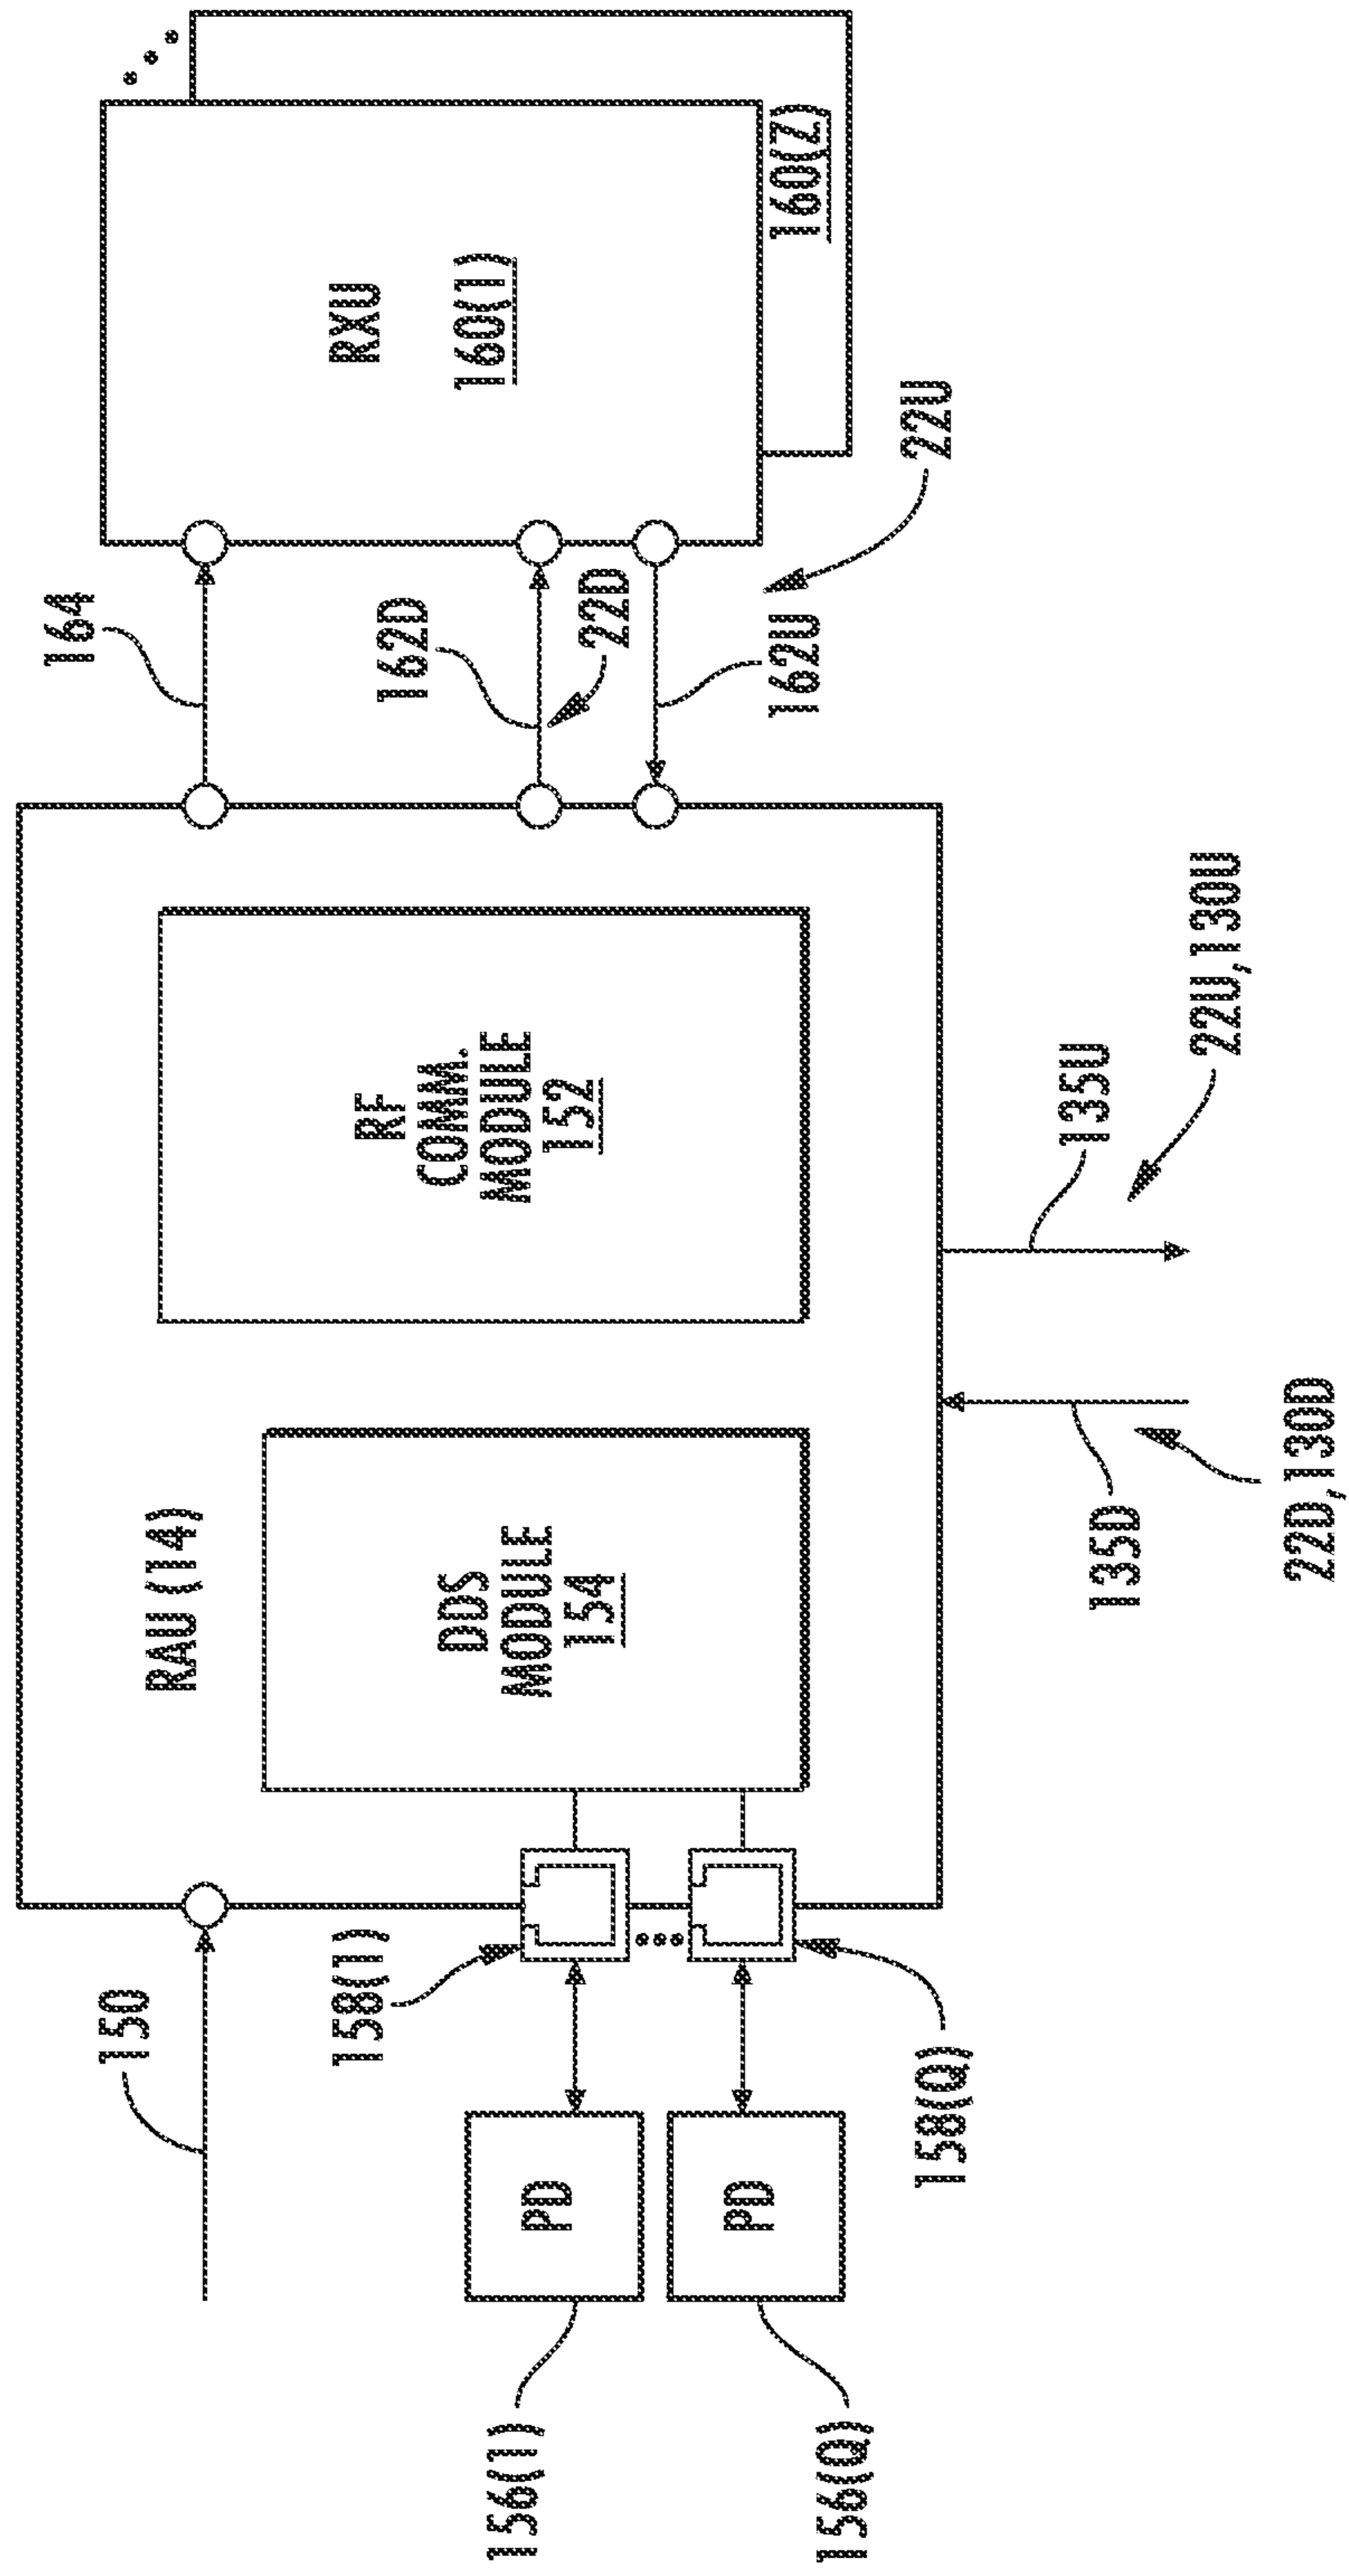 150
RAU (14)
164
158(1)
DDS
MODULE
154
RF
COMM.
MODULE
152
RXU
160(1)
160(Z)
162D
22D
162U
22U
PD
PD
156(1)
156(Q)
158(Q)
135D
22D,130D
135U
22U,130U